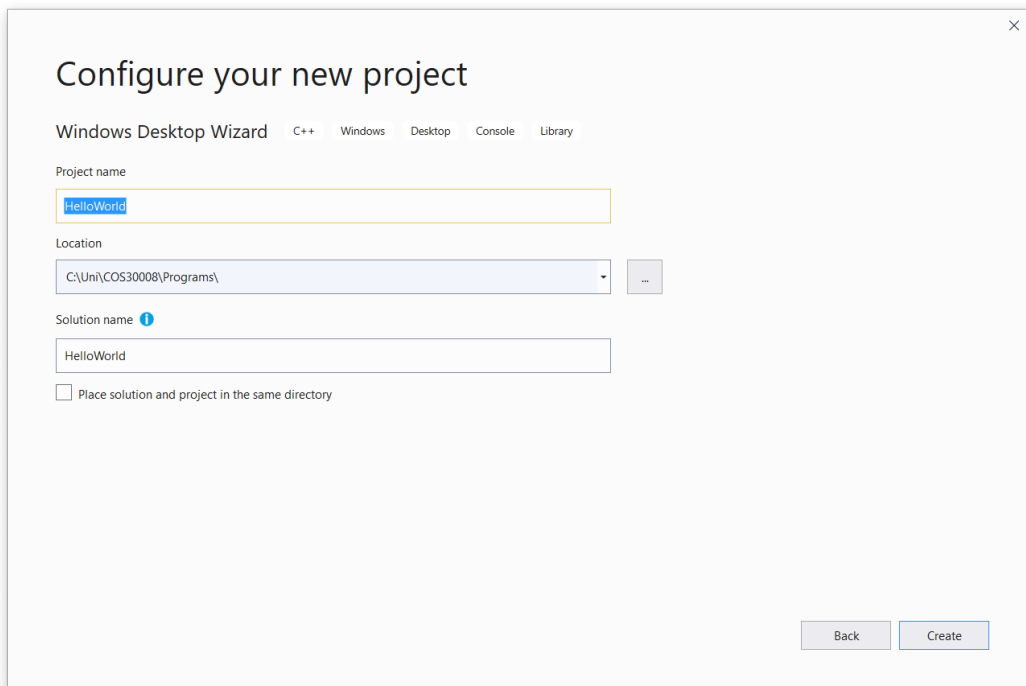 Configure your new project
Windows Desktop Wizard C++ Windows Desktop Console Library
Project name
HelloWorld
Location
C:\Uni\COS30008\Programs\
...
Solution name
HelloWorld
Place solution and project in the same directory
Back Create